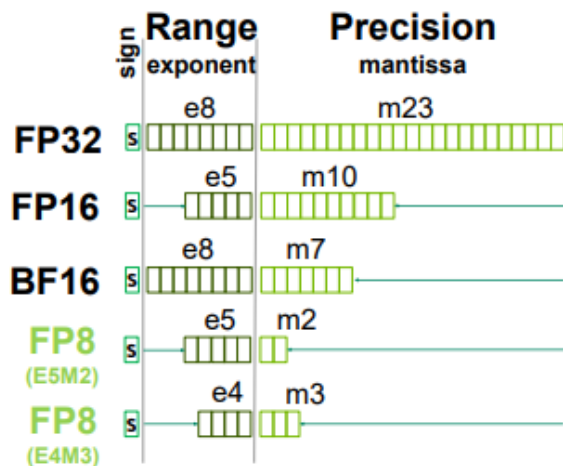 sign Range Precision
exponent mantissa
e8 m23
FP32 s
e5 m10
FP16 s
e8 m7
BF16 s
e5 m2
FP8 s
(E5M2)
e4 m3
FP8 s
(E4M3)